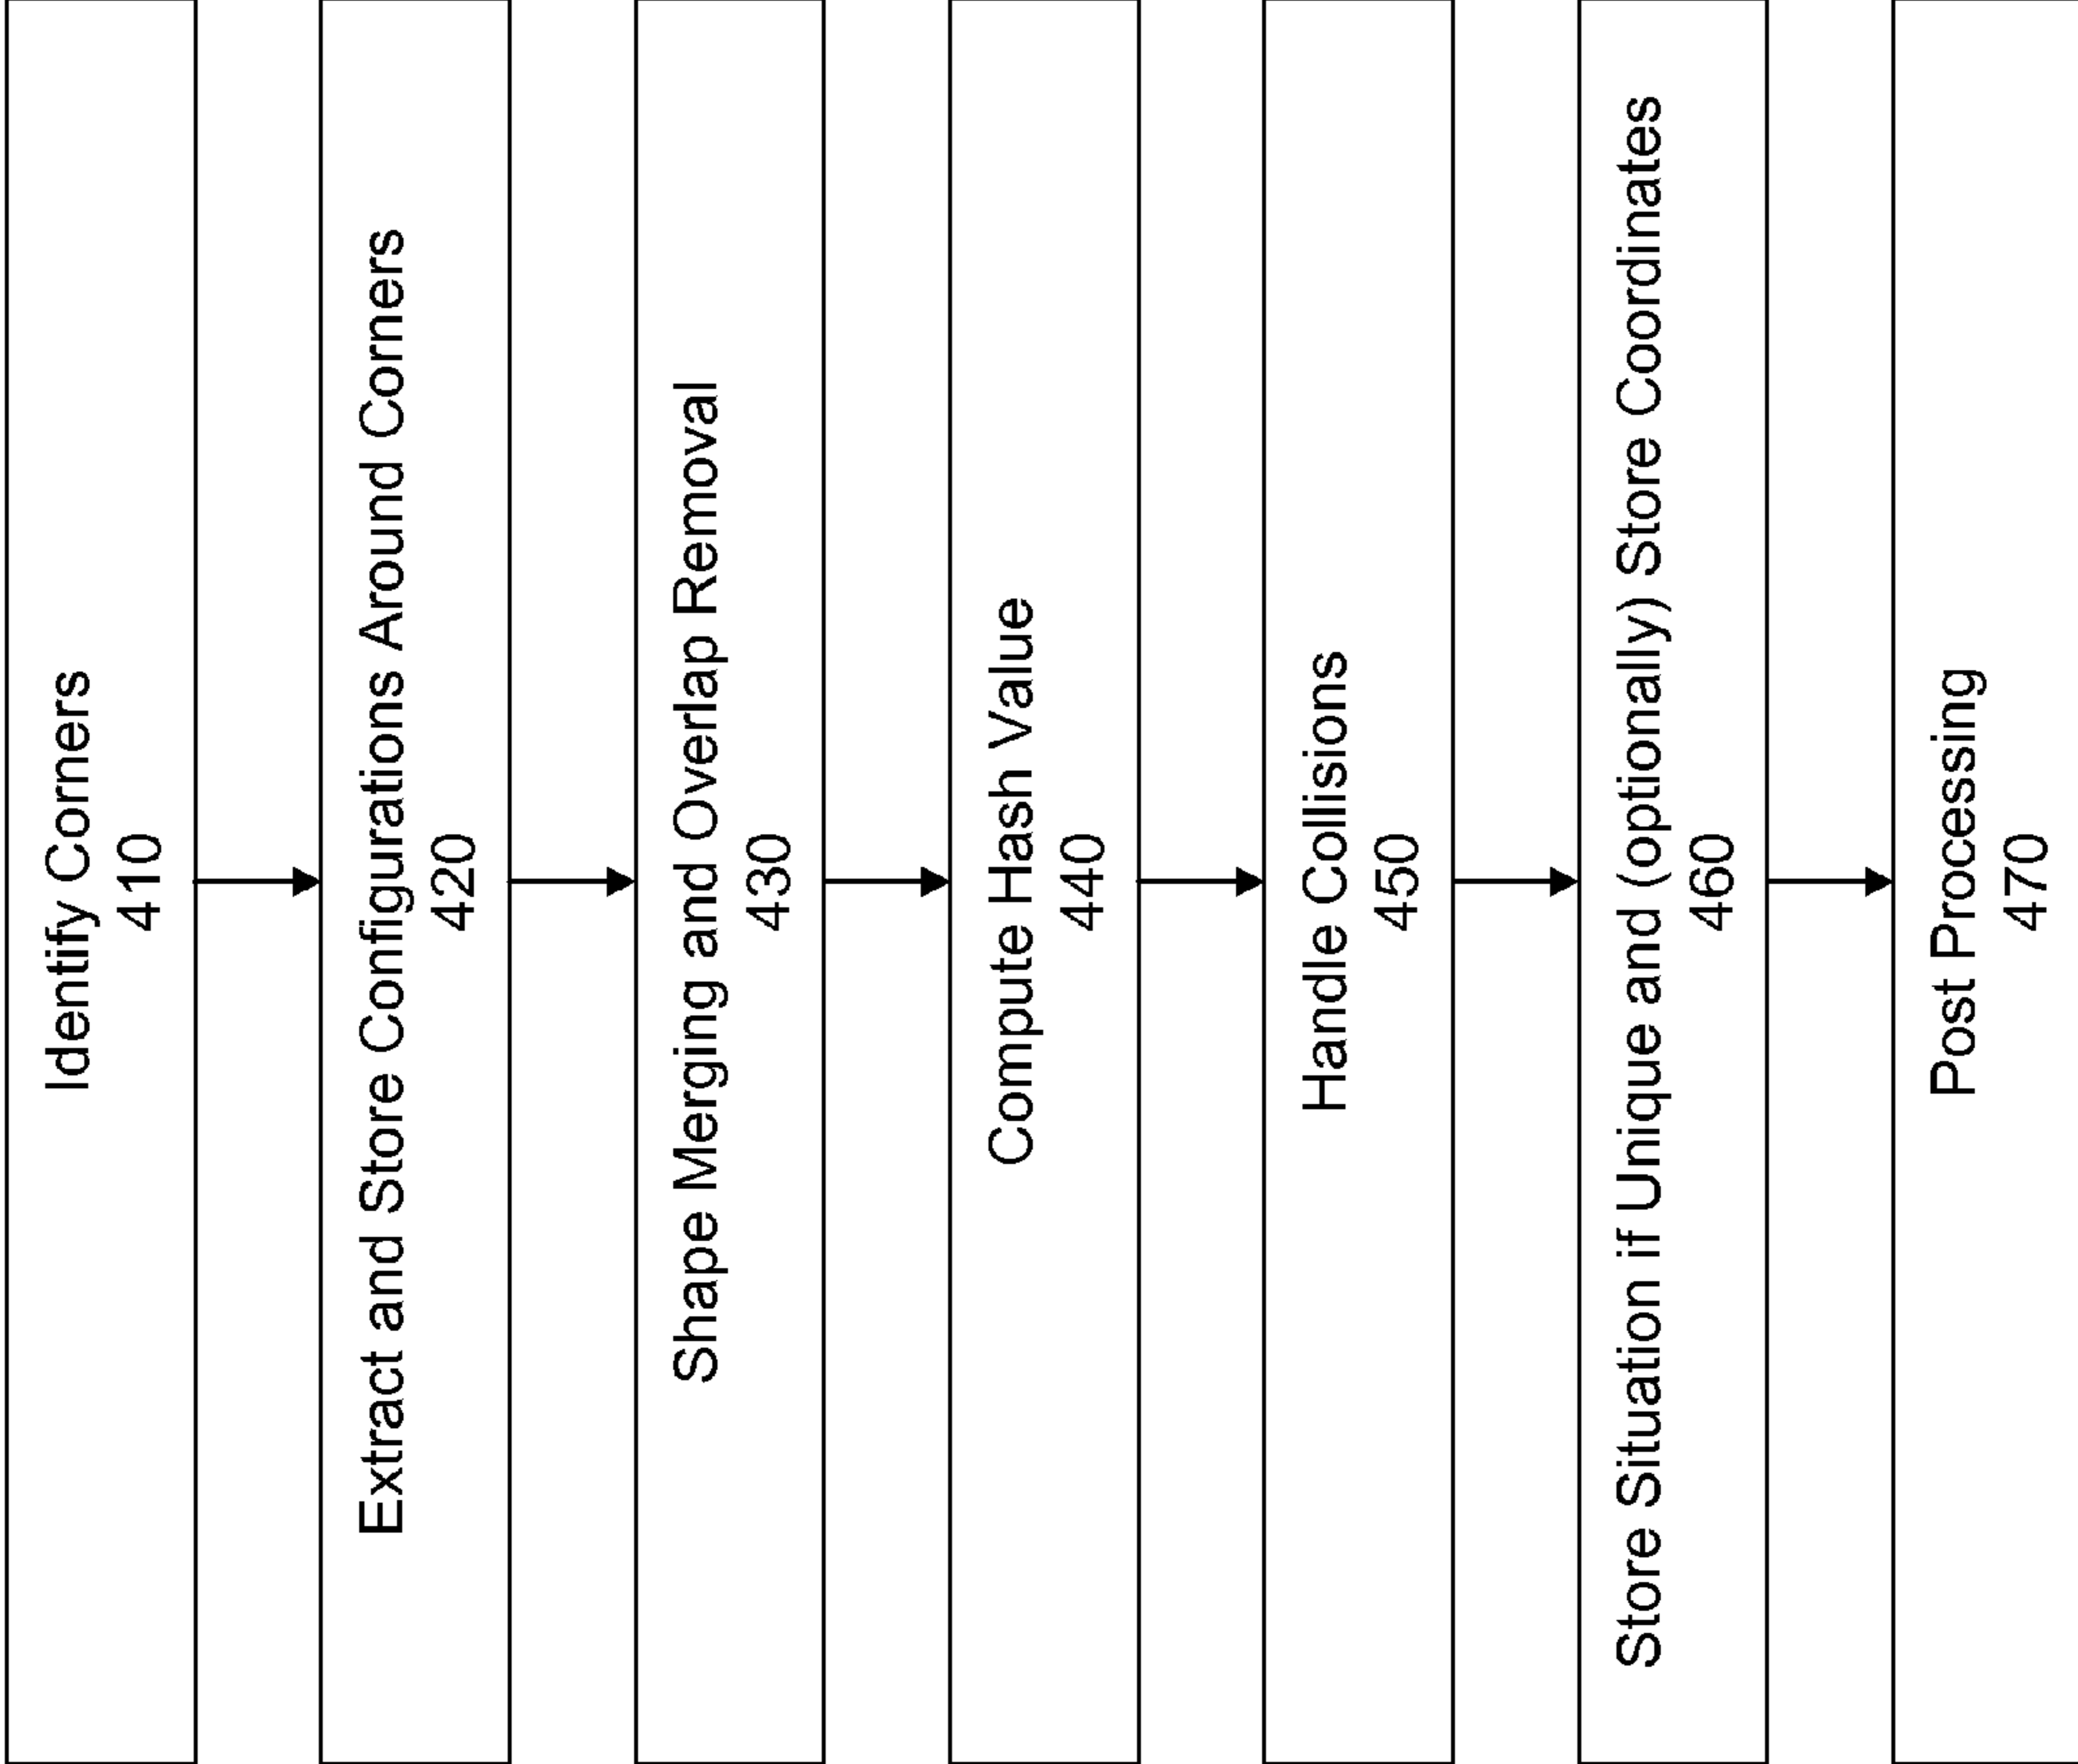 Identify Corners
410
Extract and Store Configurations Around Corners
420
Shape Merging and Overlap Removal
430
Compute Hash Value
440
Handle Collisions
450
Store Situation if Unique and (optionally) Store Coordinates
460
Post Processing
470